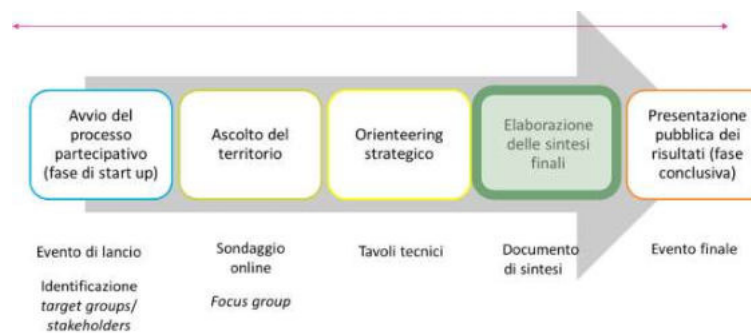 Avvio del
processo
partecipativo
(fase di start up)
Ascolto del
territorio
Orienteering
strategico
Elaborazione
delle sintesi
finali
Presentazione
pubblica dei
risultati (fase
conclusiva)
Evento di lancio
Identificazione
target groups/
stakeholders
Sondaggio
online
Focus group
Tavoli tecnici
Documento
di sintesi
Evento finale